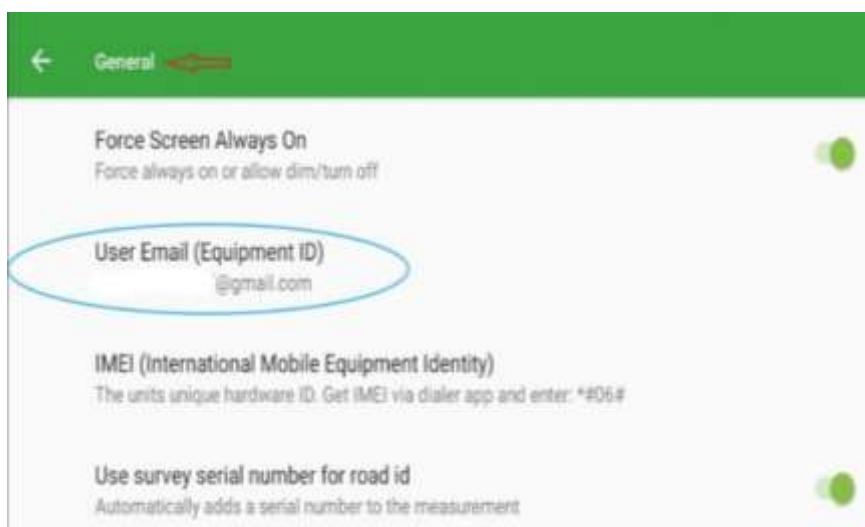 General
Force Screen Always On
Force always on or allow dim/turn off
User Email (Equipment ID)
@gmail.com
IMEI (International Mobile Equipment Identity)
The units unique hardware ID. Get IMEI via dialer app and enter: *#06#
Use survey serial number for road id
Automatically adds a serial number to the measurement